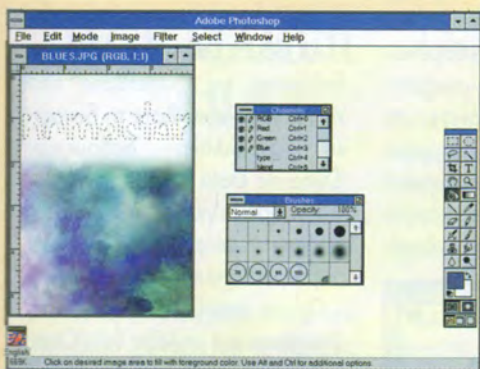 Adobe Photoshop
File Edit Mode Image Filter Select Window Help
BLUES.JPG (RGB, 1:1)
Channels
RGB Ctrl+0
Red Ctrl+1
Green Ctrl+2
Blue Ctrl+3
type ... Ctrl+4
Ctrl+5
Brushes
Normal Opacity: 100%
English
Click on desired image area to fill with foreground color. Use Alt and Ctrl for additional options.